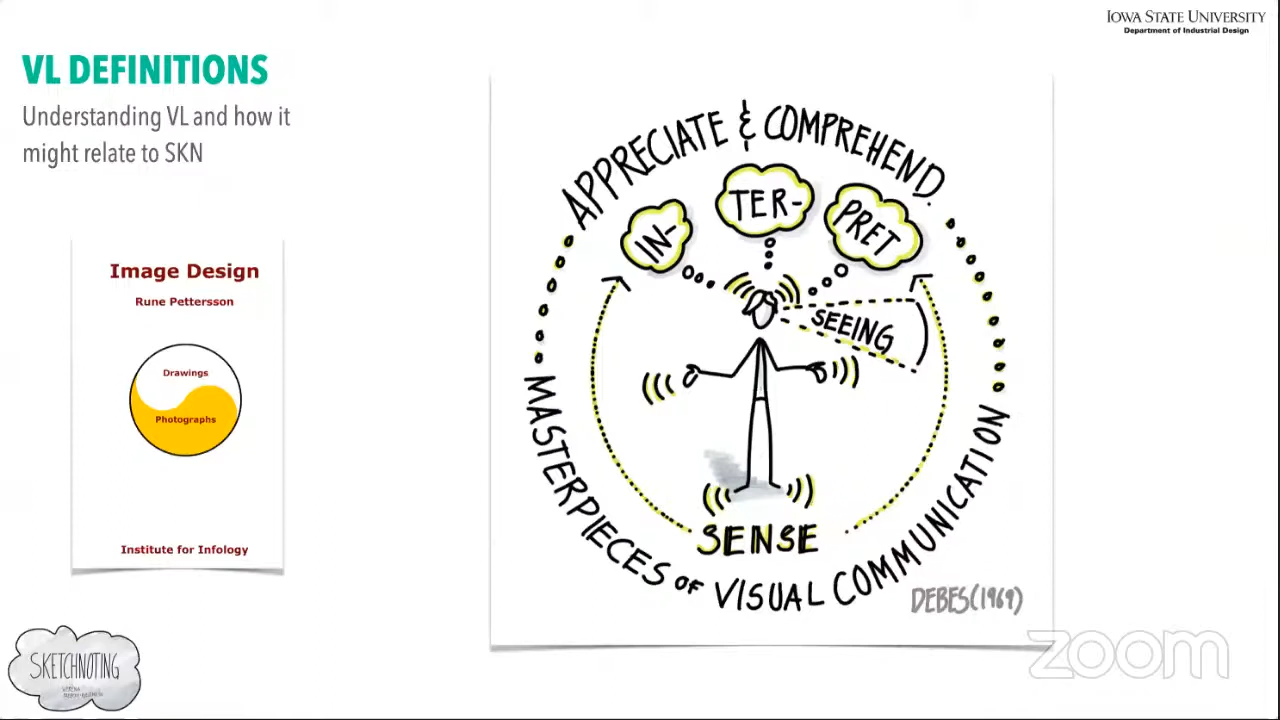 IOWA STATE UNIVERSITY
Department of Industrial Design
VL DEFINITIONS
Understanding VL and how it
might relate to SKN
Image Design
Rune Pettersson
Drawings
Photographs
Institute for Infology
APPRECIATE & COMPREHEND.
IN-
TER-
PRET
SEEING
SENSE
MASTERPIECES OF VISUAL COMMUNICATION
DEBES (1969)
SKETCHNOTING
zoom